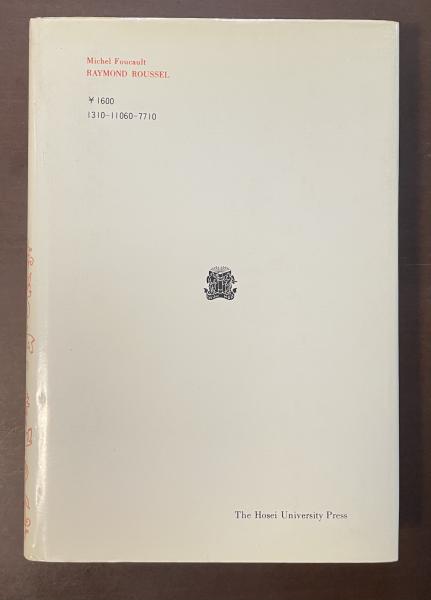 Michel Foucault
RAYMOND ROUSSEL
¥1600
1310-11060-7710
The Hosei University Press